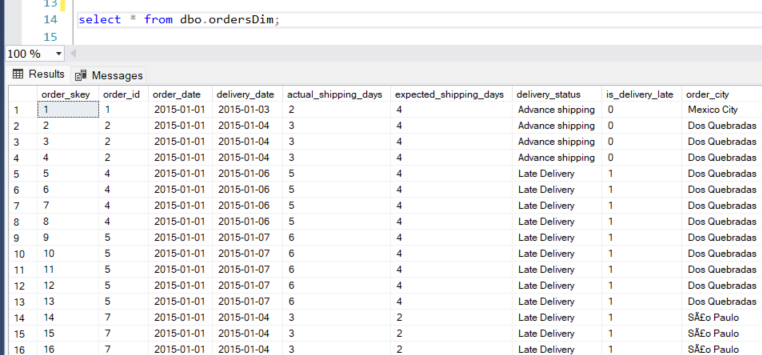 13
14 select * from dbo.ordersDim;
15
100 %
Results Messages
order_skey order_id order_date delivery_date actual_shipping_days expected_shipping_days delivery_status is_delivery_late order_city
1 1 1 2015-01-01 2015-01-03 2 4 Advance shipping 0 Mexico City
2 2 2 2015-01-01 2015-01-04 3 4 Advance shipping 0 Dos Quebradas
3 3 2 2015-01-01 2015-01-04 3 4 Advance shipping 0 Dos Quebradas
4 4 2 2015-01-01 2015-01-04 3 4 Advance shipping 0 Dos Quebradas
5 5 4 2015-01-01 2015-01-06 5 4 Late Delivery 1 Dos Quebradas
6 6 4 2015-01-01 2015-01-06 5 4 Late Delivery 1 Dos Quebradas
7 7 4 2015-01-01 2015-01-06 5 4 Late Delivery 1 Dos Quebradas
8 8 4 2015-01-01 2015-01-06 5 4 Late Delivery 1 Dos Quebradas
9 9 5 2015-01-01 2015-01-07 6 4 Late Delivery 1 Dos Quebradas
10 10 5 2015-01-01 2015-01-07 6 4 Late Delivery 1 Dos Quebradas
11 11 5 2015-01-01 2015-01-07 6 4 Late Delivery 1 Dos Quebradas
12 12 5 2015-01-01 2015-01-07 6 4 Late Delivery 1 Dos Quebradas
13 13 5 2015-01-01 2015-01-07 6 4 Late Delivery 1 Dos Quebradas
14 14 7 2015-01-01 2015-01-04 3 2 Late Delivery 1 SÃ£o Paulo
15 15 7 2015-01-01 2015-01-04 3 2 Late Delivery 1 SÃ£o Paulo
16 16 7 2015-01-01 2015-01-04 3 2 Late Delivery 1 SÃ£o Paulo